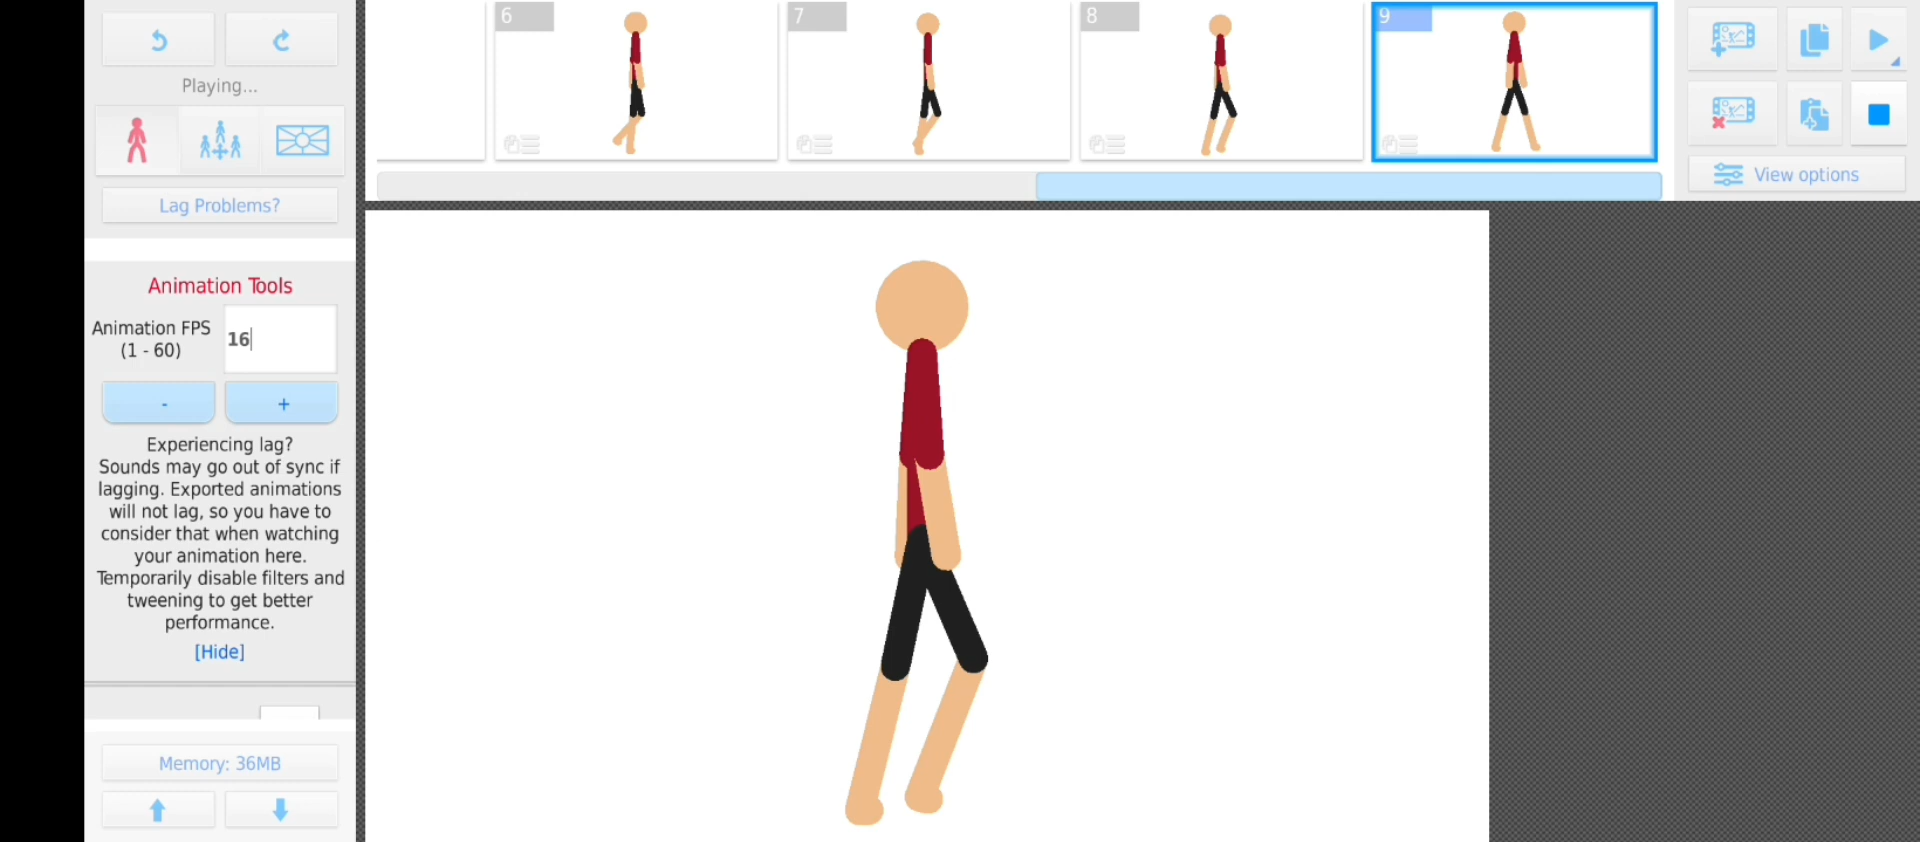 6
7
8
9
Playing...
Lag Problems?
View options
Animation Tools
Animation FPS
(1 - 60)
16
-
+
Experiencing lag?
Sounds may go out of sync if
lagging. Exported animations
will not lag, so you have to
consider that when watching
your animation here.
Temporarily disable filters and
tweening to get better
performance.
[Hide]
Memory: 36MB